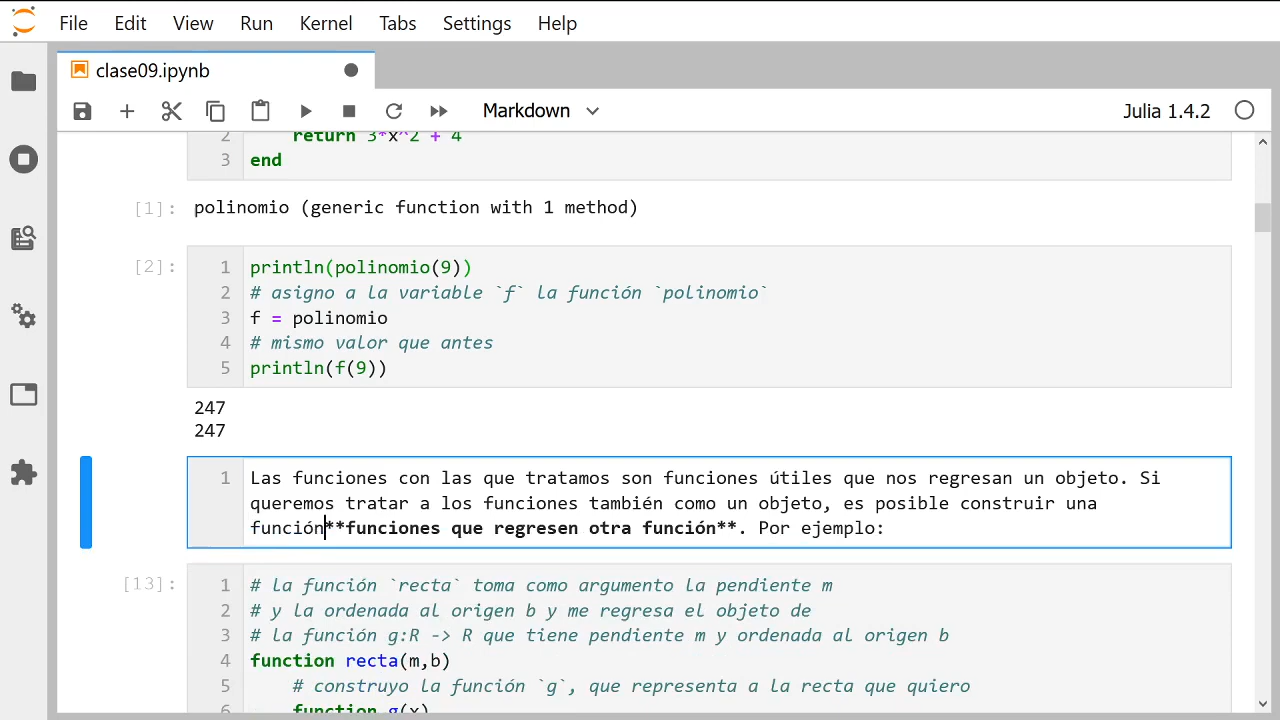 File Edit View Run Kernel Tabs Settings Help
clase09.ipynb
Markdown Julia 1.4.2
2 return 3*x^2 + 4
3 end
[1]: polinomio (generic function with 1 method)
[2]: 1 println(polinomio(9))
2 # asigno a la variable `f` la función `polinomio`
3 f = polinomio
4 # mismo valor que antes
5 println(f(9))
247
247
1 Las funciones con las que tratamos son funciones útiles que nos regresan un objeto. Si
queremos tratar a los funciones también como un objeto, es posible construir una
función**funciones que regresen otra función**. Por ejemplo:
[13]: 1 # la función `recta` toma como argumento la pendiente m
2 # y la ordenada al origen b y me regresa el objeto de
3 # la función g:R -> R que tiene pendiente m y ordenada al origen b
4 function recta(m,b)
5 # construyo la función `g`, que representa a la recta que quiero
6 function g(x)